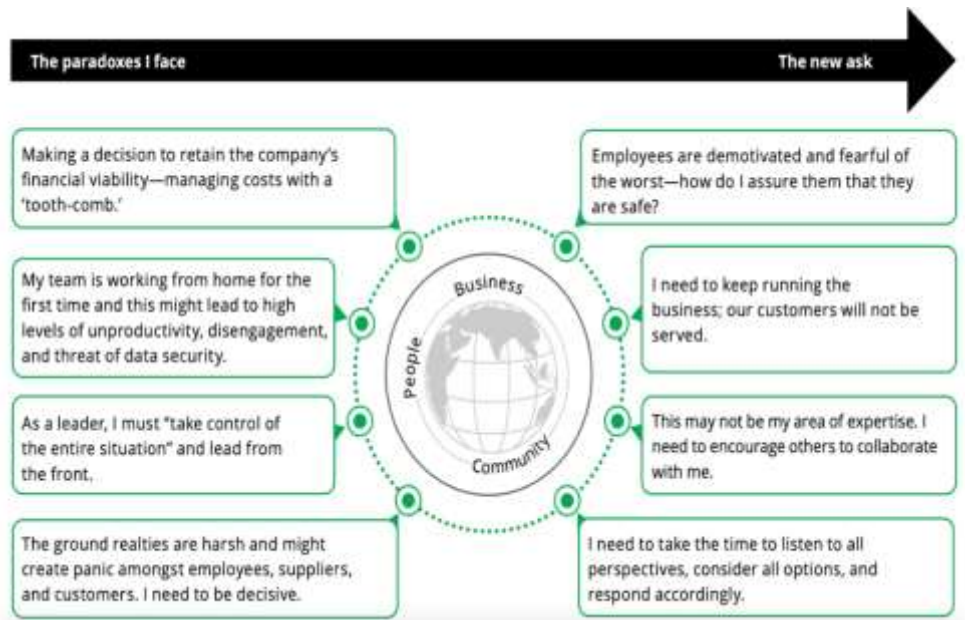 The paradoxes I face
The new ask
Making a decision to retain the company's
financial viability—managing costs with a
'tooth-comb.'
Employees are demotivated and fearful of
the worst—how do I assure them that they
are safe?
My team is working from home for the
first time and this might lead to high
levels of unproductivity, disengagement,
and threat of data security.
I need to keep running the
business; our customers will not be
served.
As a leader, I must "take control of
the entire situation" and lead from
the front.
This may not be my area of expertise. I
need to encourage others to collaborate
with me.
The ground realties are harsh and might
create panic amongst employees, suppliers,
and customers. I need to be decisive.
I need to take the time to listen to all
perspectives, consider all options, and
respond accordingly.
Business
People
Community